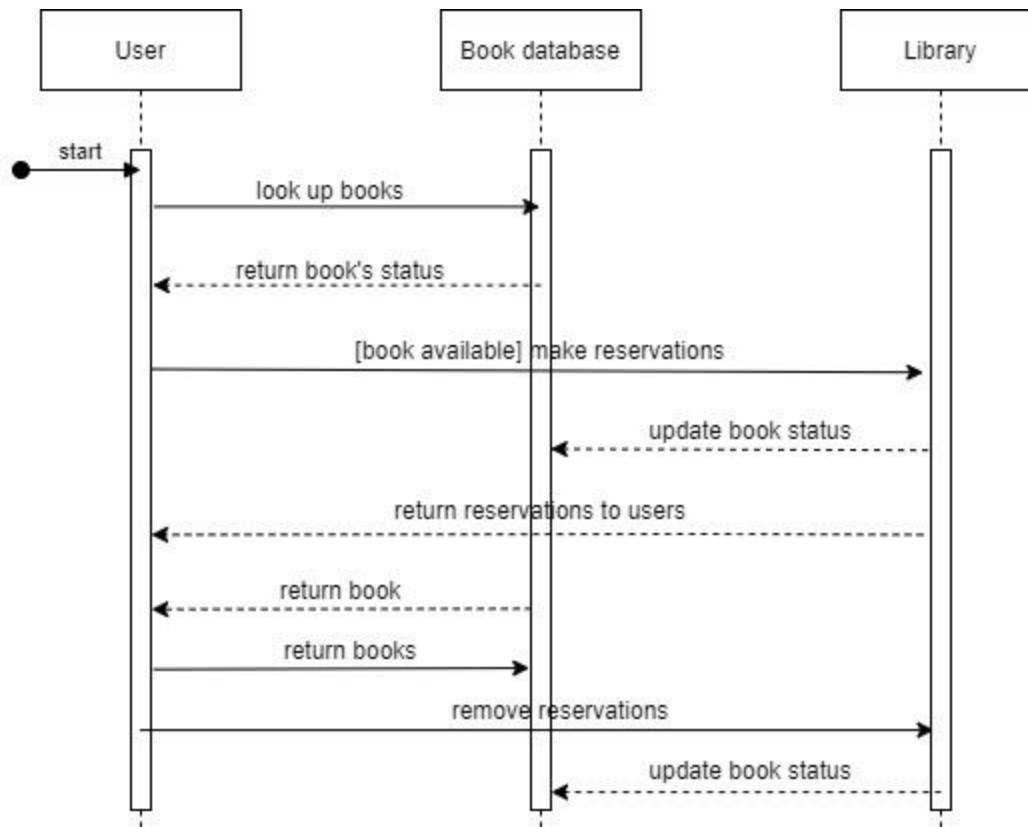 User
Book database
Library
start
look up books
return book's status
[book available] make reservations
update book status
return reservations to users
return book
return books
remove reservations
update book status